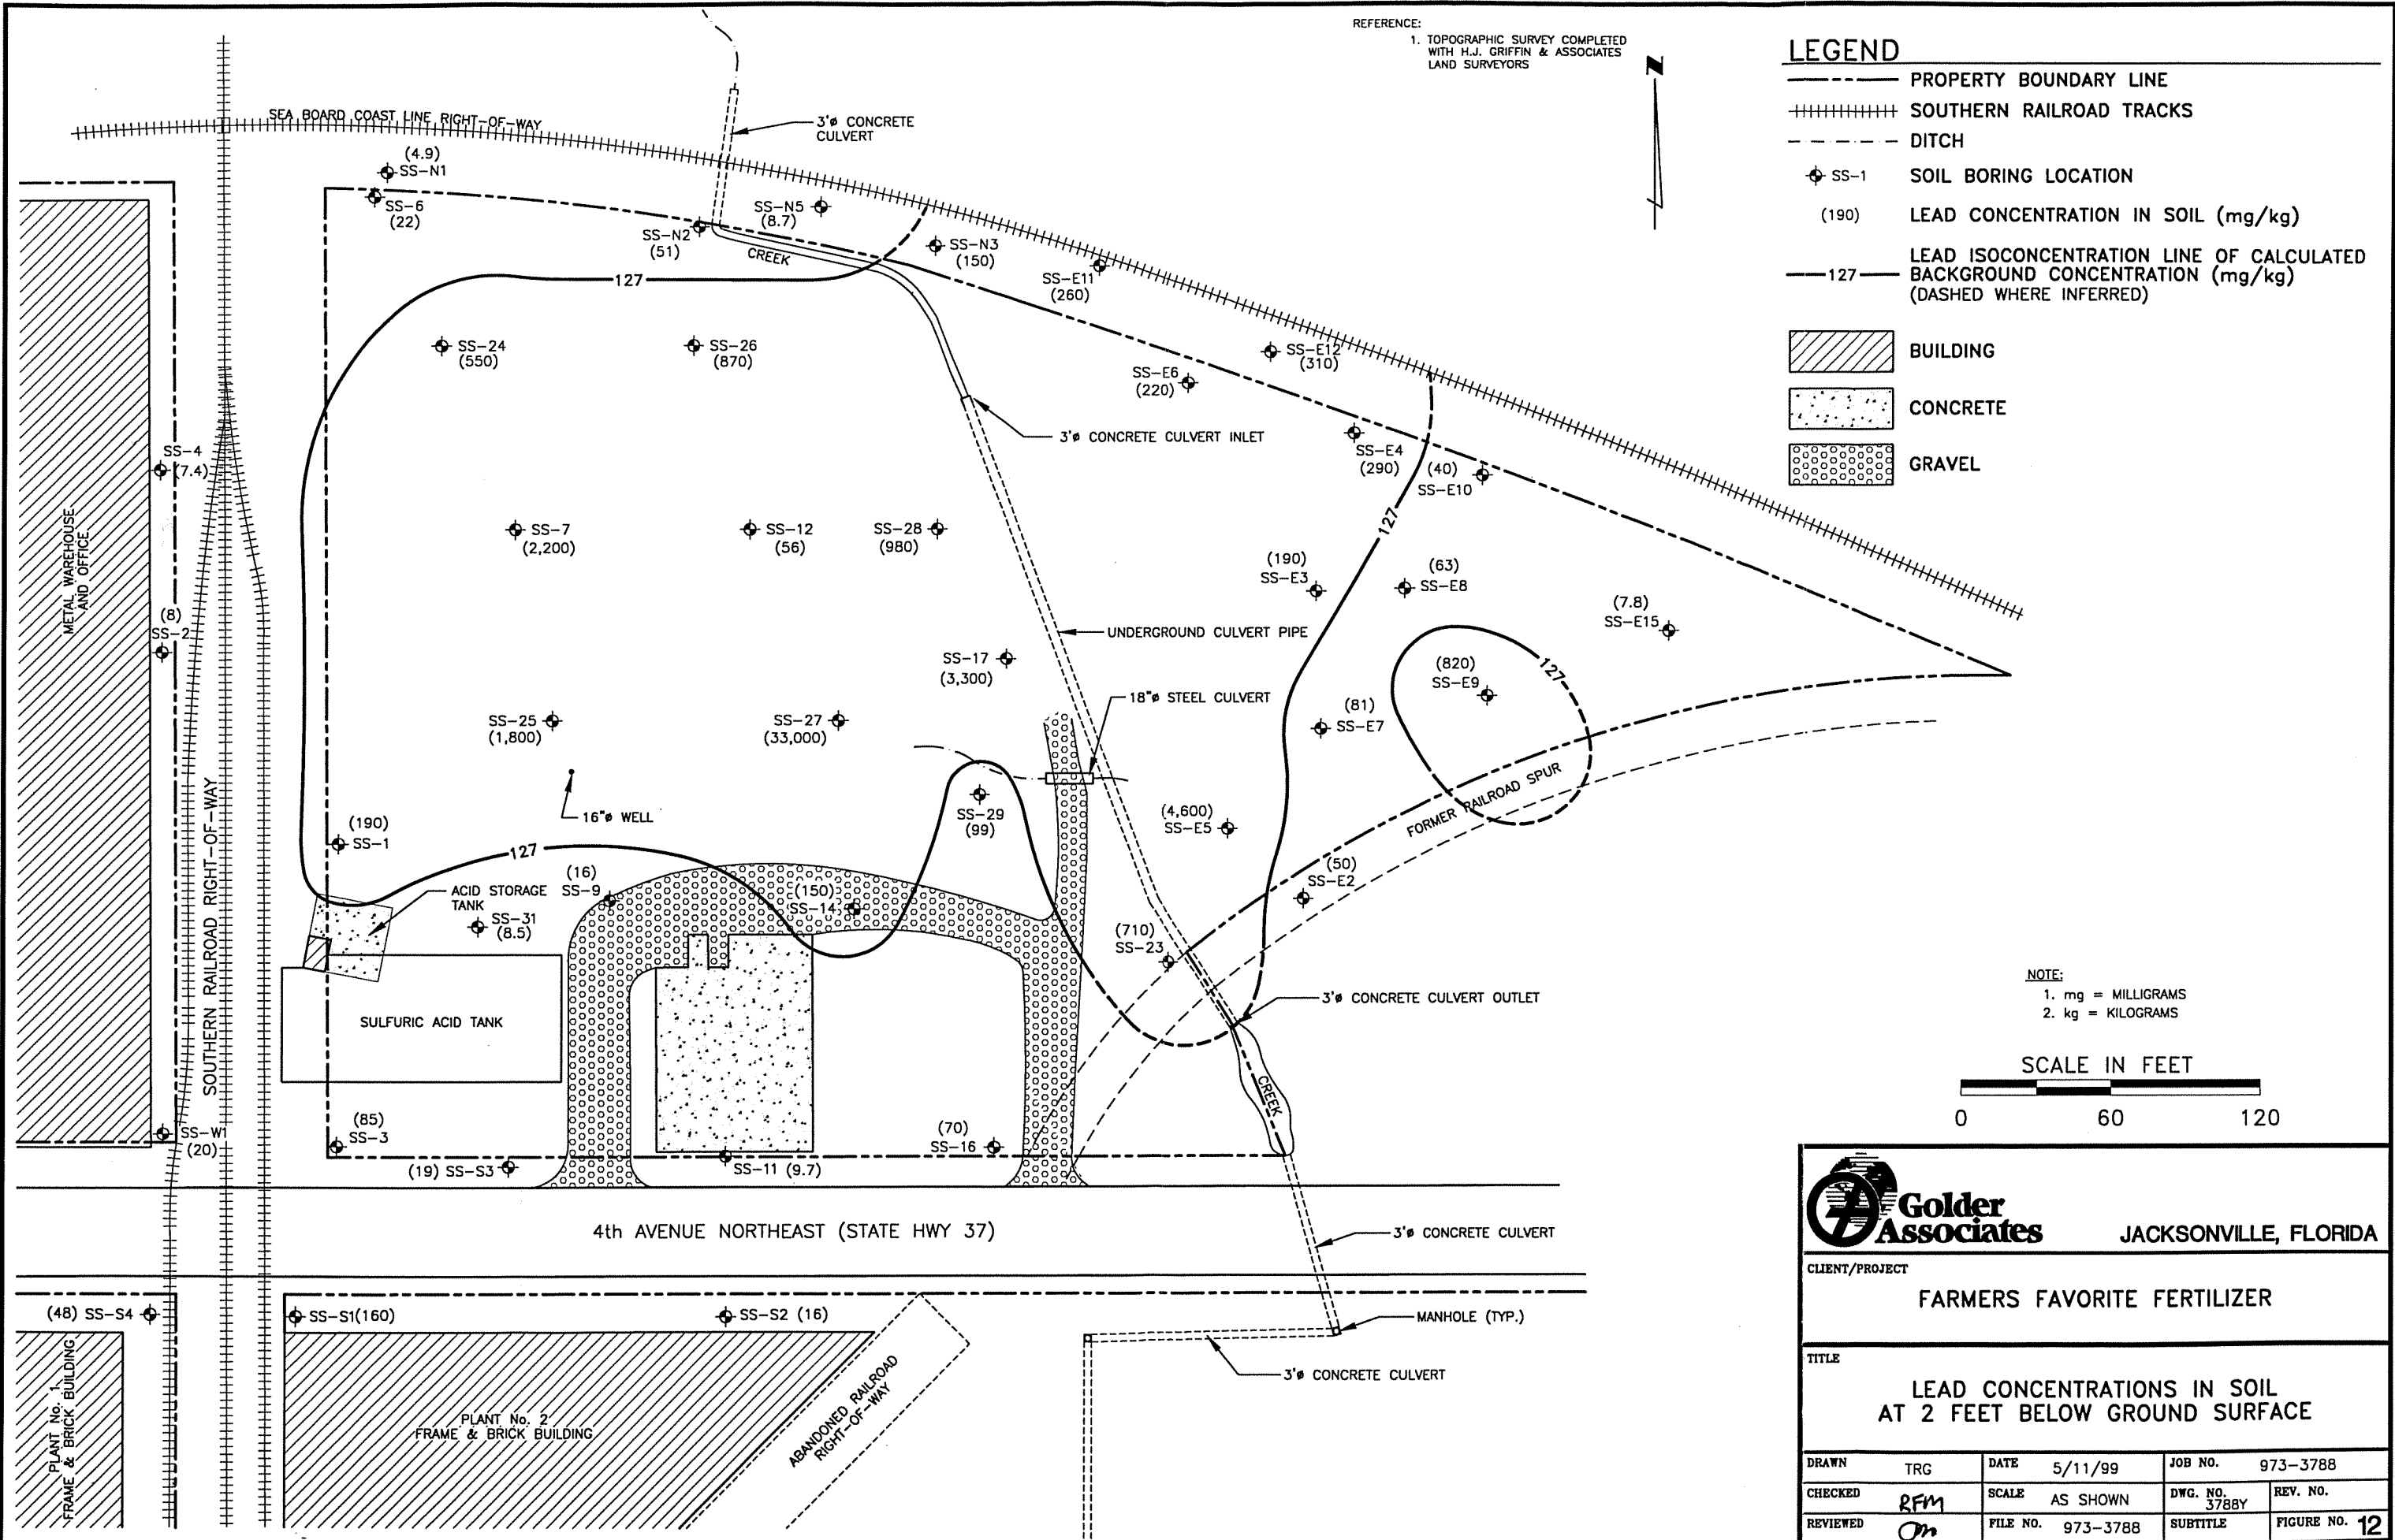 REFERENCE:
1. TOPOGRAPHIC SURVEY COMPLETED
WITH H.J. GRIFFIN & ASSOCIATES
LAND SURVEYORS
N
LEGEND
PROPERTY BOUNDARY LINE
SOUTHERN RAILROAD TRACKS
DITCH
SS-1 SOIL BORING LOCATION
(190) LEAD CONCENTRATION IN SOIL (mg/kg)
LEAD ISOCONCENTRATION LINE OF CALCULATED
127 BACKGROUND CONCENTRATION (mg/kg)
(DASHED WHERE INFERRED)
BUILDING
CONCRETE
GRAVEL
SEA BOARD COAST LINE RIGHT-OF-WAY
3'ø CONCRETE
CULVERT
(4.9)
SS-N1
SS-6
(22)
SS-N5
(8.7)
SS-N2
(51)
CREEK
SS-N3
(150)
SS-E11
(260)
127
SS-24
(550)
SS-26
(870)
SS-E12
(310)
SS-E6
(220)
3'ø CONCRETE CULVERT INLET
SS-E4
(290)
(40)
SS-E10
SS-4
(7.4)
METAL WAREHOUSE
AND OFFICE
SS-7
(2,200)
SS-12
(56)
SS-28
(980)
127
(190)
SS-E3
(63)
SS-E8
(7.8)
SS-E15
(8)
SS-2
UNDERGROUND CULVERT PIPE
SS-17
(3,300)
18"ø STEEL CULVERT
(820)
SS-E9
127
SS-25
(1,800)
SS-27
(33,000)
(81)
SS-E7
16"ø WELL
SS-29
(99)
(4,600)
SS-E5
FORMER RAILROAD SPUR
SOUTHERN RAILROAD RIGHT-OF-WAY
(190)
SS-1
127
ACID STORAGE
TANK
(16)
SS-9
(150)
SS-14
(50)
SS-E2
SS-31
(8.5)
(710)
SS-23
SULFURIC ACID TANK
3'ø CONCRETE CULVERT OUTLET
CREEK
NOTE:
1. mg = MILLIGRAMS
2. kg = KILOGRAMS
SCALE IN FEET
0 60 120
SS-W1
(20)
(85)
SS-3
(19) SS-S3
SS-11 (9.7)
(70)
SS-16
4th AVENUE NORTHEAST (STATE HWY 37)
3'ø CONCRETE CULVERT
(48) SS-S4
SS-S1(160)
SS-S2 (16)
MANHOLE (TYP.)
3'ø CONCRETE CULVERT
PLANT No. 1
FRAME & BRICK BUILDING
PLANT No. 2
FRAME & BRICK BUILDING
ABANDONED RAILROAD
RIGHT-OF-WAY
Golder
Associates
JACKSONVILLE, FLORIDA
CLIENT/PROJECT
FARMERS FAVORITE FERTILIZER
TITLE
LEAD CONCENTRATIONS IN SOIL
AT 2 FEET BELOW GROUND SURFACE
DRAWN TRG DATE 5/11/99 JOB NO. 973-3788
CHECKED RFM SCALE AS SHOWN DWG. NO. 3788Y REV. NO.
REVIEWED FILE NO. 973-3788 SUBTITLE FIGURE NO. 12